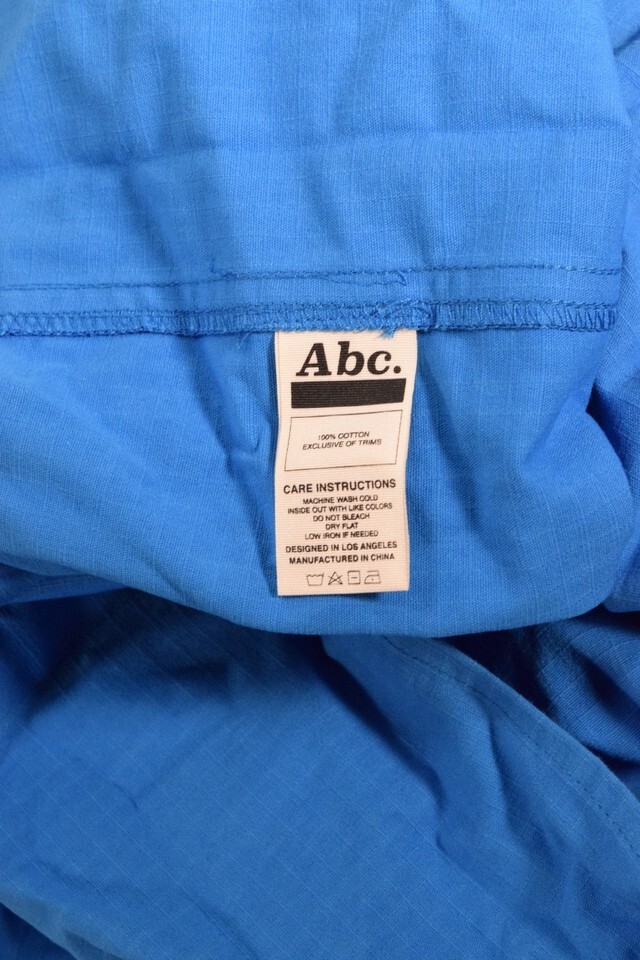 Abc.
100% COTTON
EXCLUSIVE OF TRIMS
CARE INSTRUCTIONS
MACHINE WASH COLD
INSIDE OUT WITH LIKE COLORS
DO NOT BLEACH
DRY FLAT
LOW IRON IF NEEDED
DESIGNED IN LOS ANGELES
MANUFACTURED IN CHINA